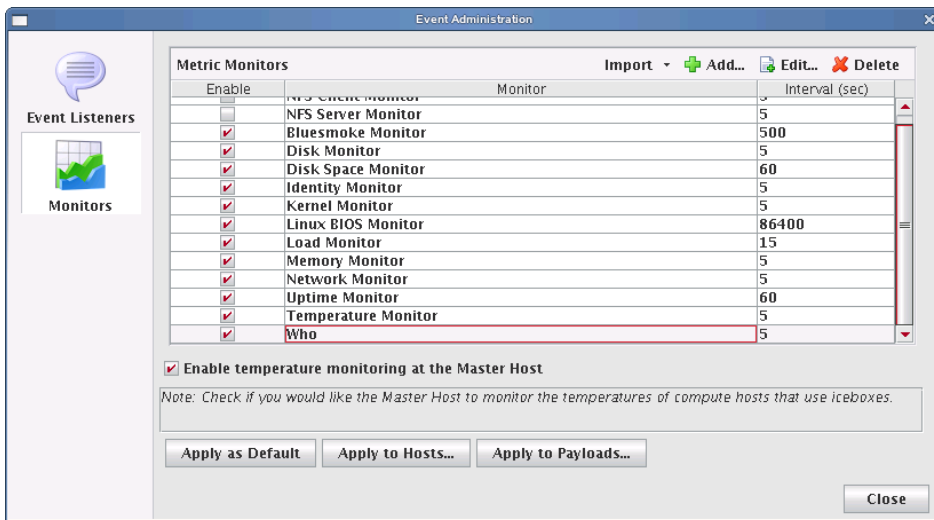 Event Administration
Event Listeners
Monitors
Metric Monitors Import Add... Edit... Delete
Enable Monitor Interval (sec)
NFS Client Monitor 5
NFS Server Monitor 5
Bluesmoke Monitor 500
Disk Monitor 5
Disk Space Monitor 60
Identity Monitor 5
Kernel Monitor 5
Linux BIOS Monitor 86400
Load Monitor 15
Memory Monitor 5
Network Monitor 5
Uptime Monitor 60
Temperature Monitor 5
Who 5
Enable temperature monitoring at the Master Host
Note: Check if you would like the Master Host to monitor the temperatures of compute hosts that use iceboxes.
Apply as Default Apply to Hosts... Apply to Payloads...
Close